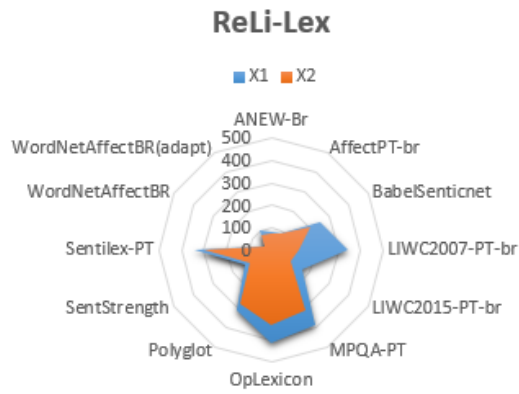 ReLi-Lex
X1 X2
ANEW-Br
500
WordNetAffectBR(adapt) AffectPT-br
400
300
WordNetAffectBR BabelSenticnet
200
100
Sentilex-PT 0 LIWC2007-PT-br
SentStrength LIWC2015-PT-br
Polyglot MPQA-PT
OpLexicon